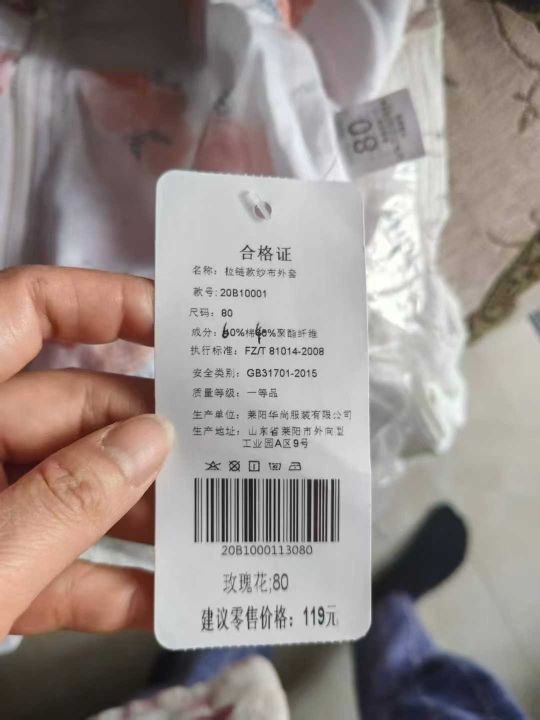 80
合格证
名称：拉链款纱布外套
款号：20B10001
尺码：80
成分：60%棉40%聚酯纤维
执行标准：FZ/T 81014-2008
安全类别：GB31701-2015
质量等级：一等品
生产单位：莱阳华尚服装有限公司
生产地址：山东省莱阳市外向型
工业园A区9号
20B1000113080
玫瑰花;80
建议零售价格：119元